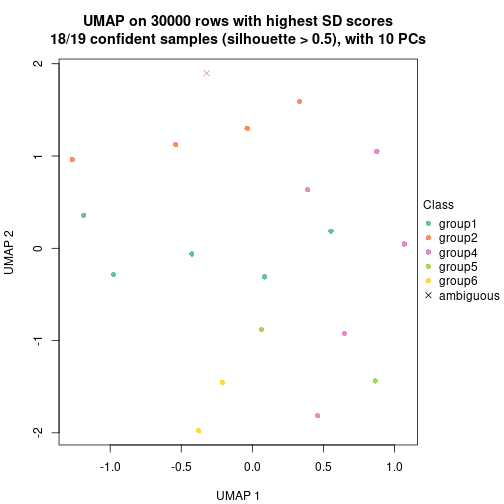 UMAP on 30000 rows with highest SD scores
18/19 confident samples (silhouette > 0.5), with 10 PCs
2
1
0
-1
-2
UMAP 2
-1.0 -0.5 0.0 0.5 1.0
UMAP 1
Class
group1
group2
group4
group5
group6
ambiguous